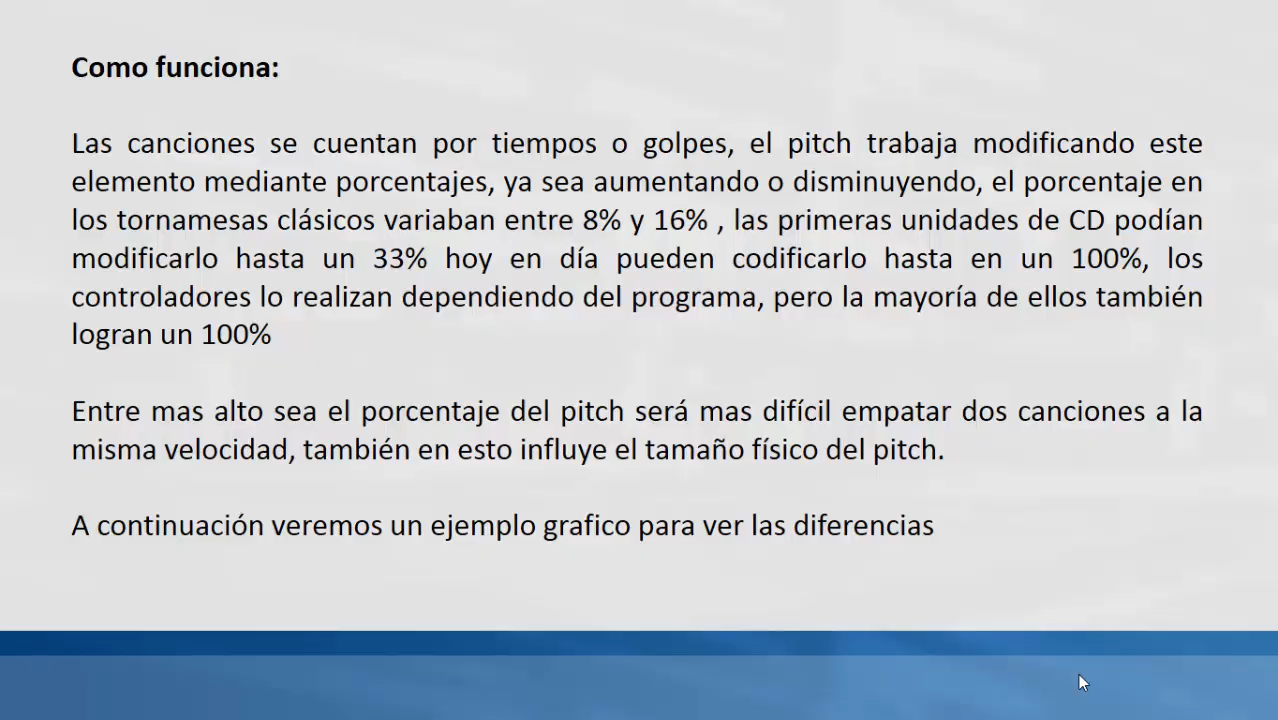 Como funciona:
Las canciones se cuentan por tiempos o golpes, el pitch trabaja modificando este
elemento mediante porcentajes, ya sea aumentando o disminuyendo, el porcentaje en
los tornamesas clásicos variaban entre 8% y 16% , las primeras unidades de CD podían
modificarlo hasta un 33% hoy en día pueden codificarlo hasta en un 100%, los
controladores lo realizan dependiendo del programa, pero la mayoría de ellos también
logran un 100%
Entre mas alto sea el porcentaje del pitch será mas difícil empatar dos canciones a la
misma velocidad, también en esto influye el tamaño físico del pitch.
A continuación veremos un ejemplo grafico para ver las diferencias